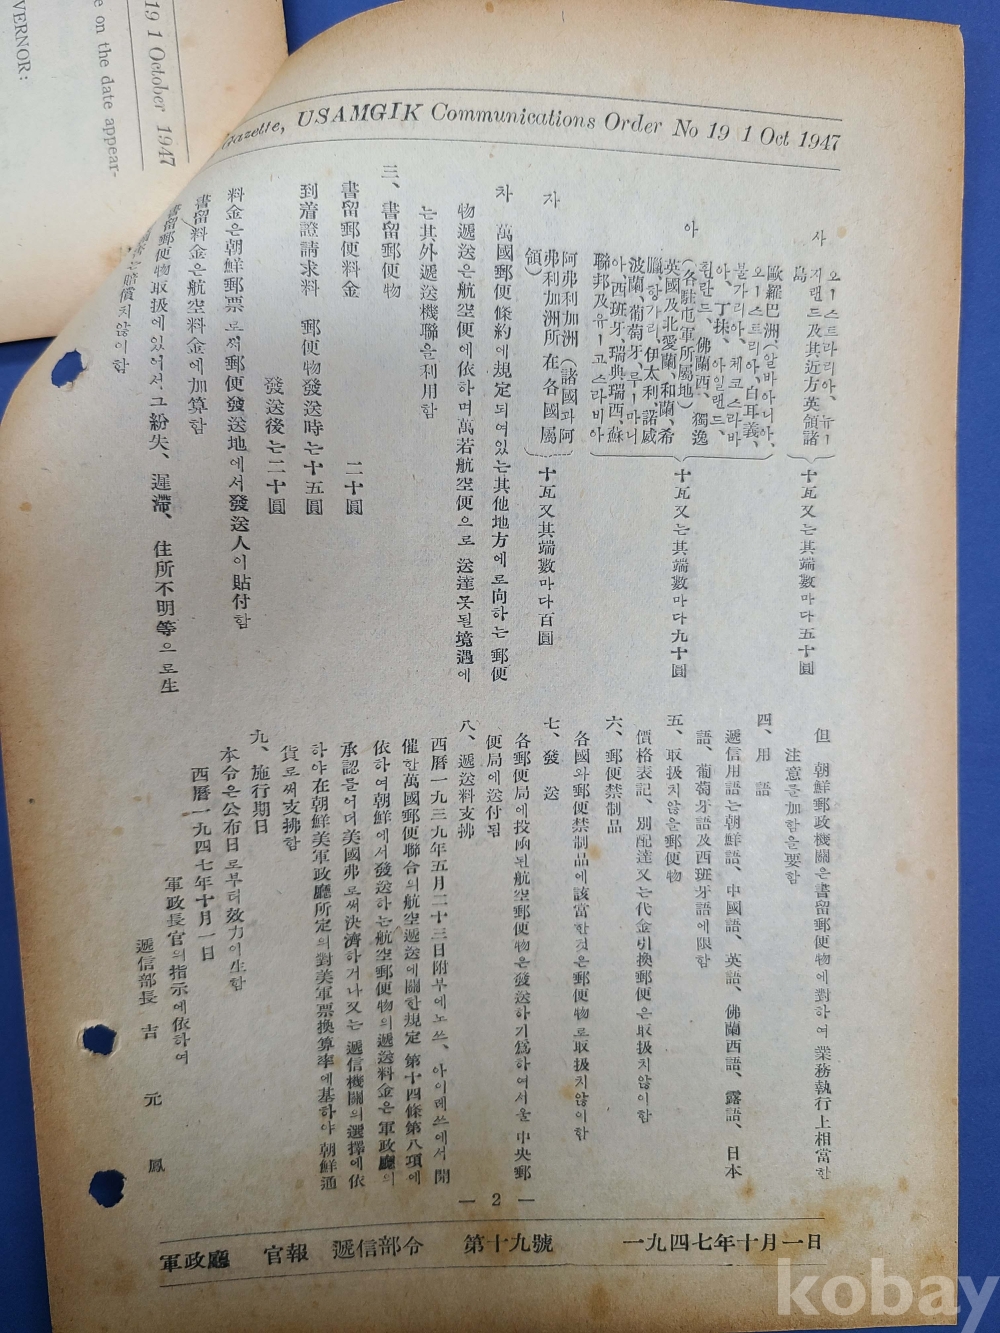 19 1 October 1947
e on the date appear-
VERNOR:
Gazette, USAMGIK Communications Order No 19 1 Oct 1947
사 오ー스트라리아、뉴ー
지랜드及其近方英領諸
島
十瓦又는其端數마다五十圓
아
歐羅巴洲(알바아니아、
오ー스트리아、白耳義、
불가리아、체코스라바
아、丁抹、아일랜드、
휜란드、佛蘭西、獨逸
(各駐屯軍所屬地)
英國及北愛蘭、和蘭、希
臘、항가리、伊太利、諾威
波蘭、葡萄牙、루ー마니
아、西班牙、瑞典瑞西、蘇
聯邦及유ー고스라비아
十瓦又는其端數마다九十圓
자
阿弗利加洲(諸國과阿
弗利加洲所在各國屬
領)
十瓦又其端數마다百圓
차 萬國郵便條約에規定되여있는其他地方에로向하는郵便
物遞送은航空便에依하며萬若航空便으로送達못될境遇에
는其外遞送機聯을利用함
三、書留郵便物
書留郵便料金 二十圓
到着證請求料 郵便物發送時는十五圓
發送後는二十圓
料金은朝鮮郵票로써郵便發送地에서發送人이貼付함
書留料金은航空料金에加算함
書留郵便物取扱에있어서그紛失、遲滯、住所不明等으로生
는賠償지않이함
但 朝鮮郵政機關은書留郵便物에對하여業務執行上相當한
注意를加함을要함
四、用語
遞信用語는朝鮮語、中國語、英語、佛蘭西語、露語、日本
語、葡萄牙語及西班牙語에限함
五、取扱지않을郵便物
價格表記、別配達又는代金引換郵便은取扱지않이함
六、郵便禁制品
各國와郵便禁制品에該當한것은郵便物로取扱지않이함
七、發送
各郵便局에投函된航空郵便物은發送하기爲하여서울中央郵
便局에送付됨
八、遞送料支拂
西曆一九三九年五月二十三日附부에노쓰、아이레쓰에서開
催한萬國郵便聯合의航空遞送에關한規定 第十四條第八項에
依하여朝鮮에서發送하는航空郵便物의遞送料金은軍政廳의
承認를어더美國弗로써決濟하거나又는 遞信機關의選擇에依
하야在朝鮮美軍政廳所定의對美軍票換算率에基하야朝鮮通
貨로써支拂함
九、施行期日
本令은公布日로부터效力이生함
西曆一九四七年十月一日
軍政長官의指示에依하여
遞信部長 吉元鳳
— 2 —
軍政廳 官報 遞信部令 第十九號 一九四七年十月一日
kobay